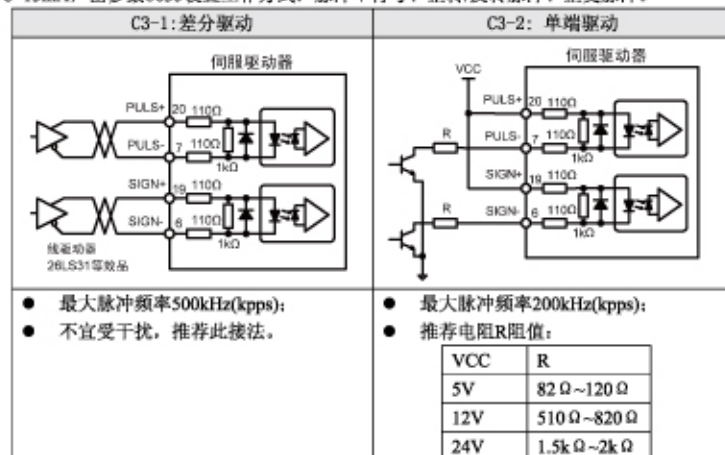 C3-1:差分驱动
C3-2: 单端驱动
伺服驱动器
PULS+ 20 110Ω
PULS- 7 110Ω
1kΩ
SIGN+ 19 110Ω
SIGN- 6 110Ω
1kΩ
线驱动器
26LS31等效品
伺服驱动器
VCC
PULS+ 20 110Ω
R PULS- 7 110Ω
1kΩ
SIGN+ 19 110Ω
R SIGN- 6 110Ω
1kΩ
● 最大脉冲频率500kHz(kpps);
● 不宜受干扰，推荐此接法。
● 最大脉冲频率200kHz(kpps);
● 推荐电阻R阻值:
VCC R
5V 82Ω~120Ω
12V 510Ω~820Ω
24V 1.5kΩ~2kΩ